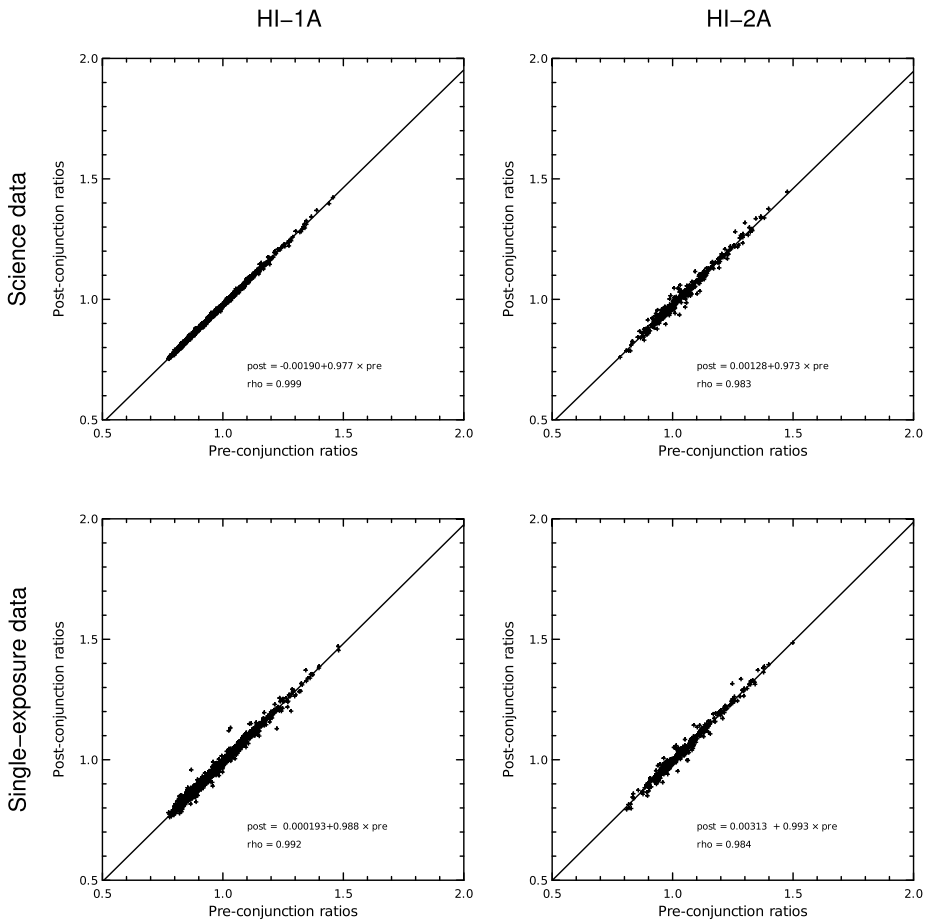 HI−1A
HI−2A
Science data
Post-conjunction ratios
2.0
1.5
1.0
0.5
post = -0.00190+0.977 × pre
rho = 0.999
0.5 1.0 1.5 2.0
Pre-conjunction ratios
Post-conjunction ratios
2.0
1.5
1.0
0.5
post = 0.00128+0.973 × pre
rho = 0.983
0.5 1.0 1.5 2.0
Pre-conjunction ratios
Single−exposure data
Post-conjunction ratios
2.0
1.5
1.0
0.5
post = 0.000193+0.988 × pre
rho = 0.992
0.5 1.0 1.5 2.0
Pre-conjunction ratios
Post-conjunction ratios
2.0
1.5
1.0
0.5
post = 0.00313 + 0.993 × pre
rho = 0.984
0.5 1.0 1.5 2.0
Pre-conjunction ratios